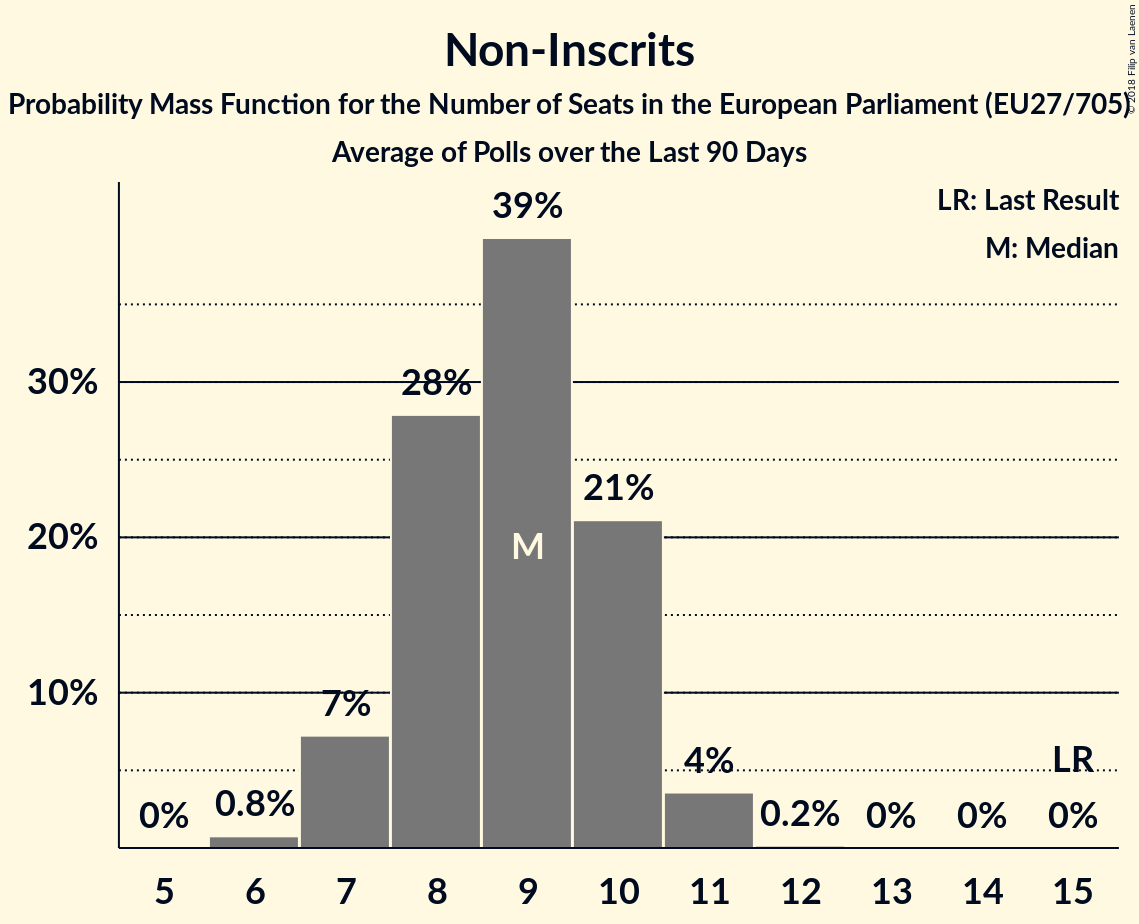 Non-Inscrits
Probability Mass Function for the Number of Seats in the European Parliament (EU27/705)
Average of Polls over the Last 90 Days
© 2018 Filip van Laenen
LR: Last Result
M: Median
39%
30%
28%
21%
20%
M
10%
7%
4%
LR
0%
0.8%
0.2%
0%
0%
0%
5 6 7 8 9 10 11 12 13 14 15